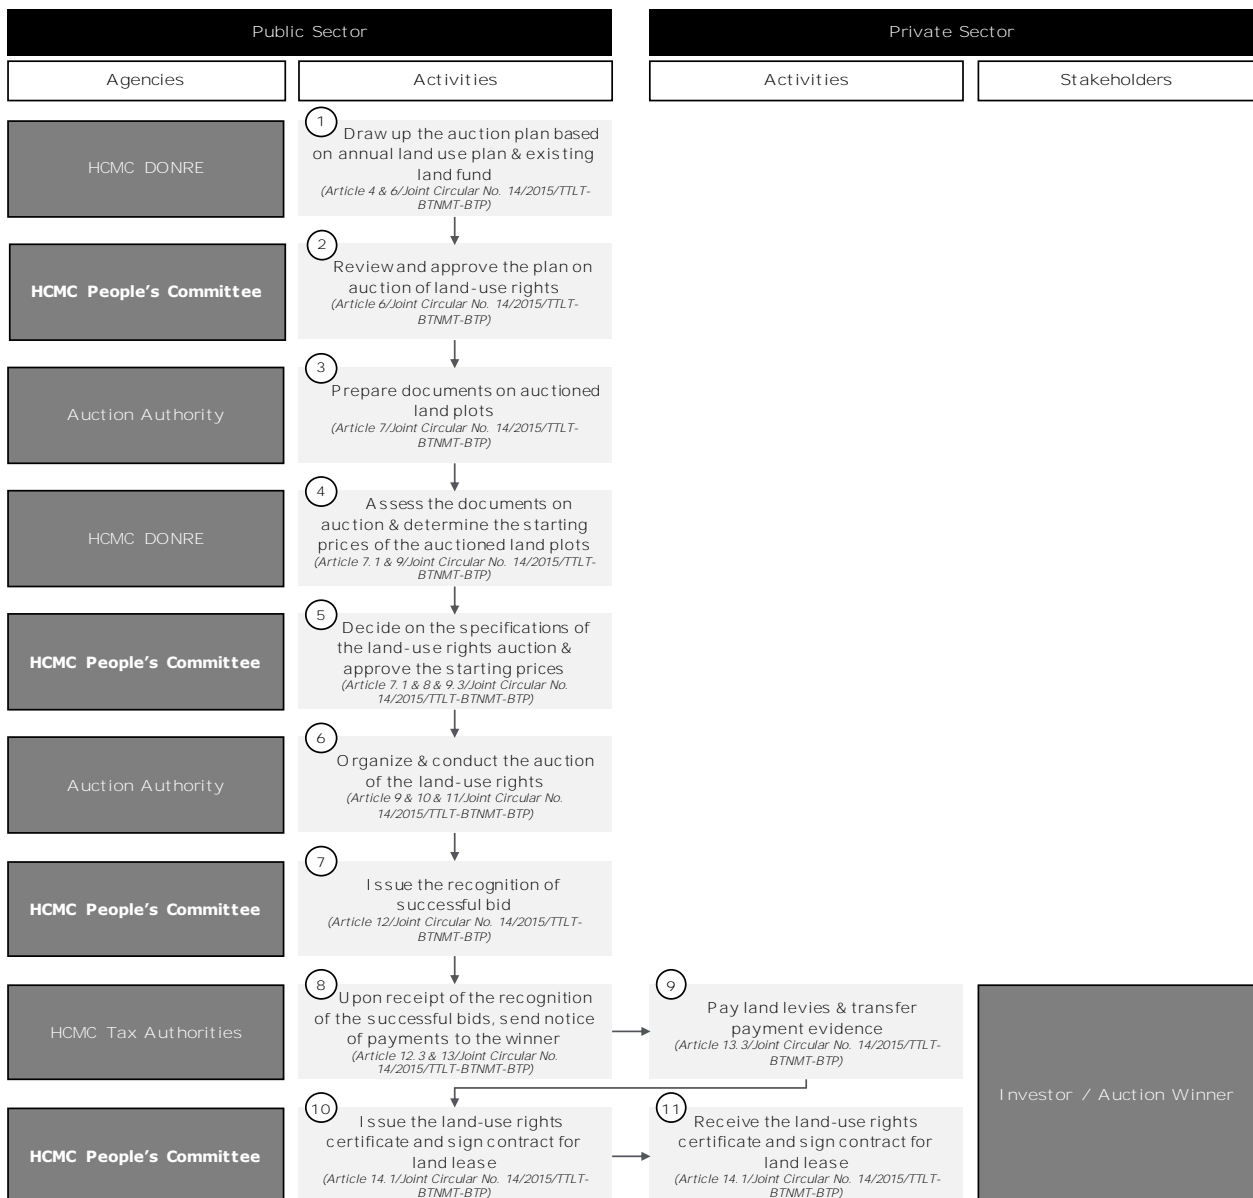 Public Sector
Private Sector
Agencies
Activities
Activities
Stakeholders
HCMC DONRE
1
Draw up the auction plan based
on annual land use plan & existing
land fund
(Article 4 & 6/Joint Circular No. 14/2015/TTLT-
BTNMT-BTP)
HCMC People's Committee
2
Review and approve the plan on
auction of land-use rights
(Article 6/Joint Circular No. 14/2015/TTLT-
BTNMT-BTP)
Auction Authority
3
Prepare documents on auctioned
land plots
(Article 7/Joint Circular No. 14/2015/TTLT-
BTNMT-BTP)
HCMC DONRE
4
Assess the documents on
auction & determine the starting
prices of the auctioned land plots
(Article 7.1 & 9/Joint Circular No. 14/2015/TTLT-
BTNMT-BTP)
HCMC People's Committee
5
Decide on the specifications of
the land-use rights auction &
approve the starting prices
(Article 7.1 & 8 & 9.3/Joint Circular No.
14/2015/TTLT-BTNMT-BTP)
Auction Authority
6
Organize & conduct the auction
of the land-use rights
(Article 9 & 10 & 11/Joint Circular No.
14/2015/TTLT-BTNMT-BTP)
HCMC People's Committee
7
Issue the recognition of
successful bid
(Article 12/Joint Circular No. 14/2015/TTLT-
BTNMT-BTP)
HCMC Tax Authorities
8
Upon receipt of the recognition
of the successful bids, send notice
of payments to the winner
(Article 12.3 & 13/Joint Circular No.
14/2015/TTLT-BTNMT-BTP)
9
Pay land levies & transfer
payment evidence
(Article 13.3/Joint Circular No. 14/2015/TTLT-
BTNMT-BTP)
Investor / Auction Winner
HCMC People's Committee
10
Issue the land-use rights
certificate and sign contract for
land lease
(Article 14.1/Joint Circular No. 14/2015/TTLT-
BTNMT-BTP)
11
Receive the land-use rights
certificate and sign contract for
land lease
(Article 14.1/Joint Circular No. 14/2015/TTLT-
BTNMT-BTP)